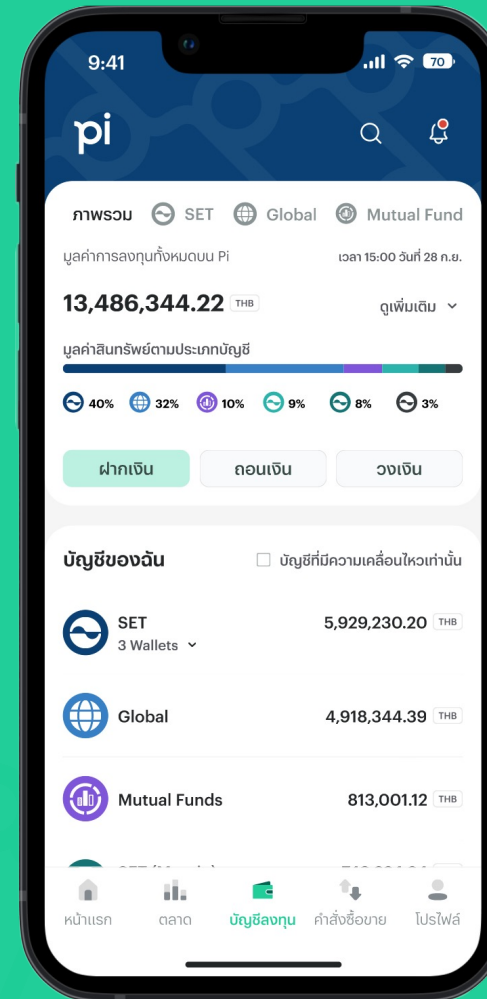 9:41
70
pi
ภาพรวม SET Global Mutual Fund
มูลค่าการลงทุนทั้งหมดบน Pi เวลา 15:00 วันที่ 28 ก.ย.
13,486,344.22 THB ดูเพิ่มเติม
มูลค่าสินทรัพย์ตามประเภทบัญชี
40% 32% 10% 9% 8% 3%
ฝากเงิน ถอนเงิน วงเงิน
บัญชีของฉัน บัญชีที่มีความเคลื่อนไหวเท่านั้น
SET 5,929,230.20 THB
3 Wallets
Global 4,918,344.39 THB
Mutual Funds 813,001.12 THB
หน้าแรก ตลาด บัญชีลงทุน คำสั่งซื้อขาย โปรไฟล์